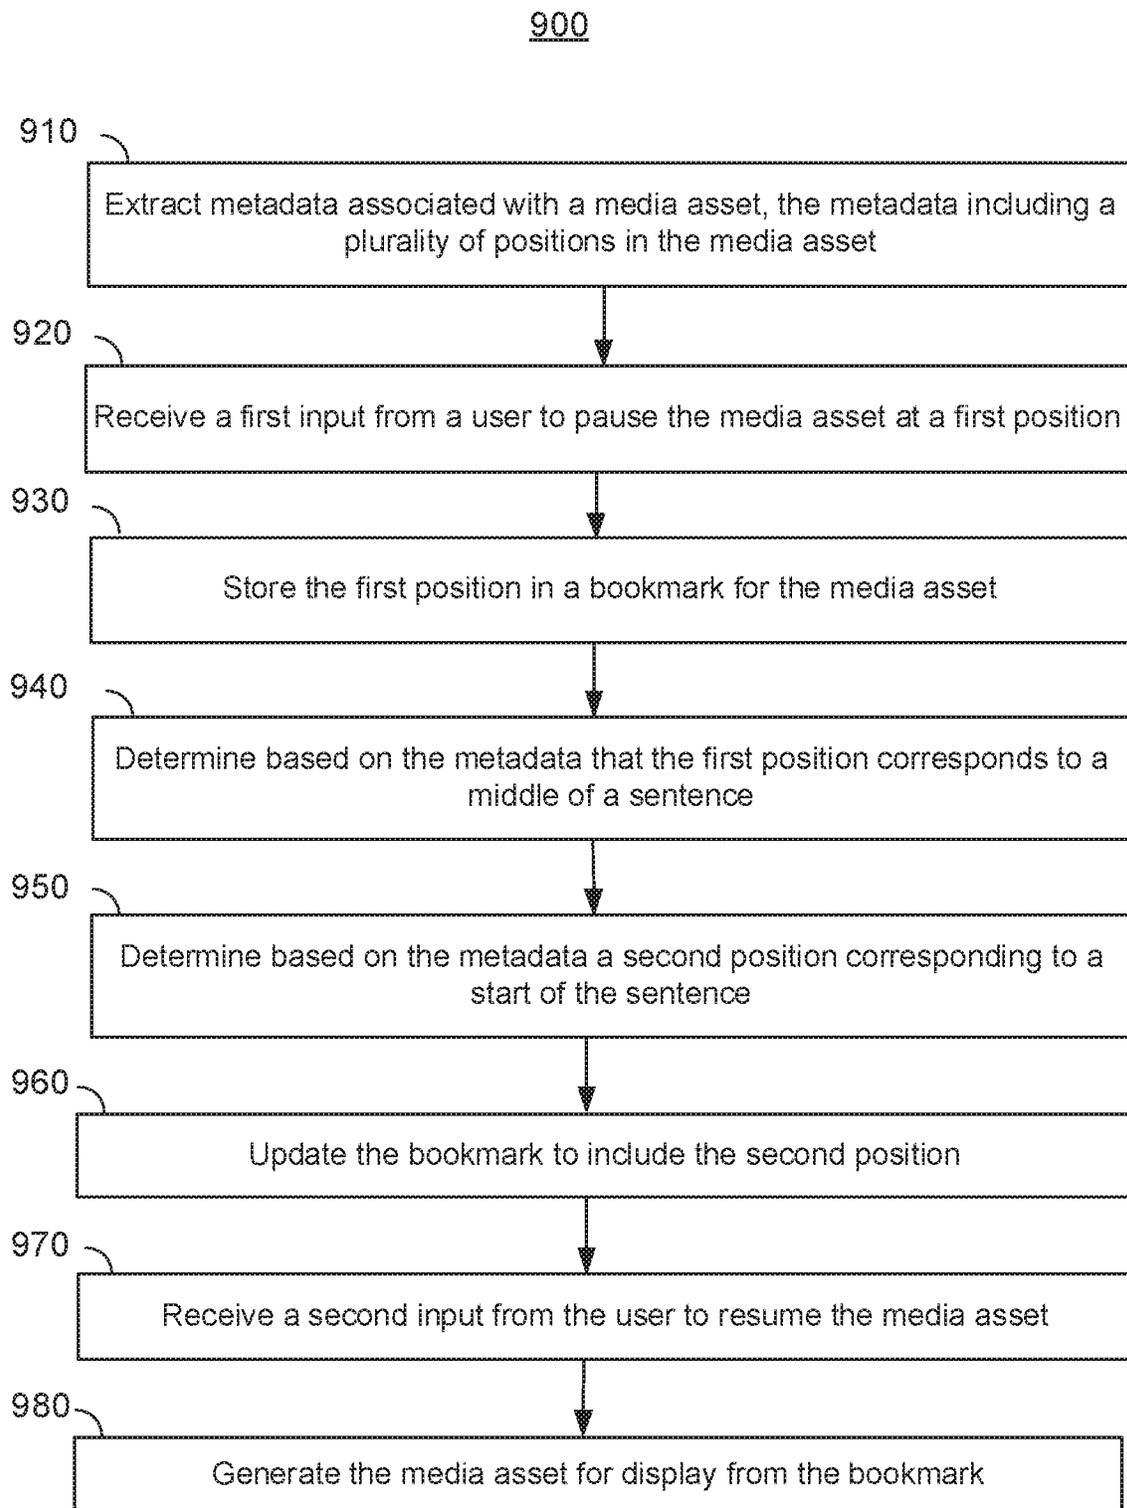 900
910
Extract metadata associated with a media asset, the metadata including a
plurality of positions in the media asset
920
Receive a first input from a user to pause the media asset at a first position
930
Store the first position in a bookmark for the media asset
940
Determine based on the metadata that the first position corresponds to a
middle of a sentence
950
Determine based on the metadata a second position corresponding to a
start of the sentence
960
Update the bookmark to include the second position
970
Receive a second input from the user to resume the media asset
980
Generate the media asset for display from the bookmark